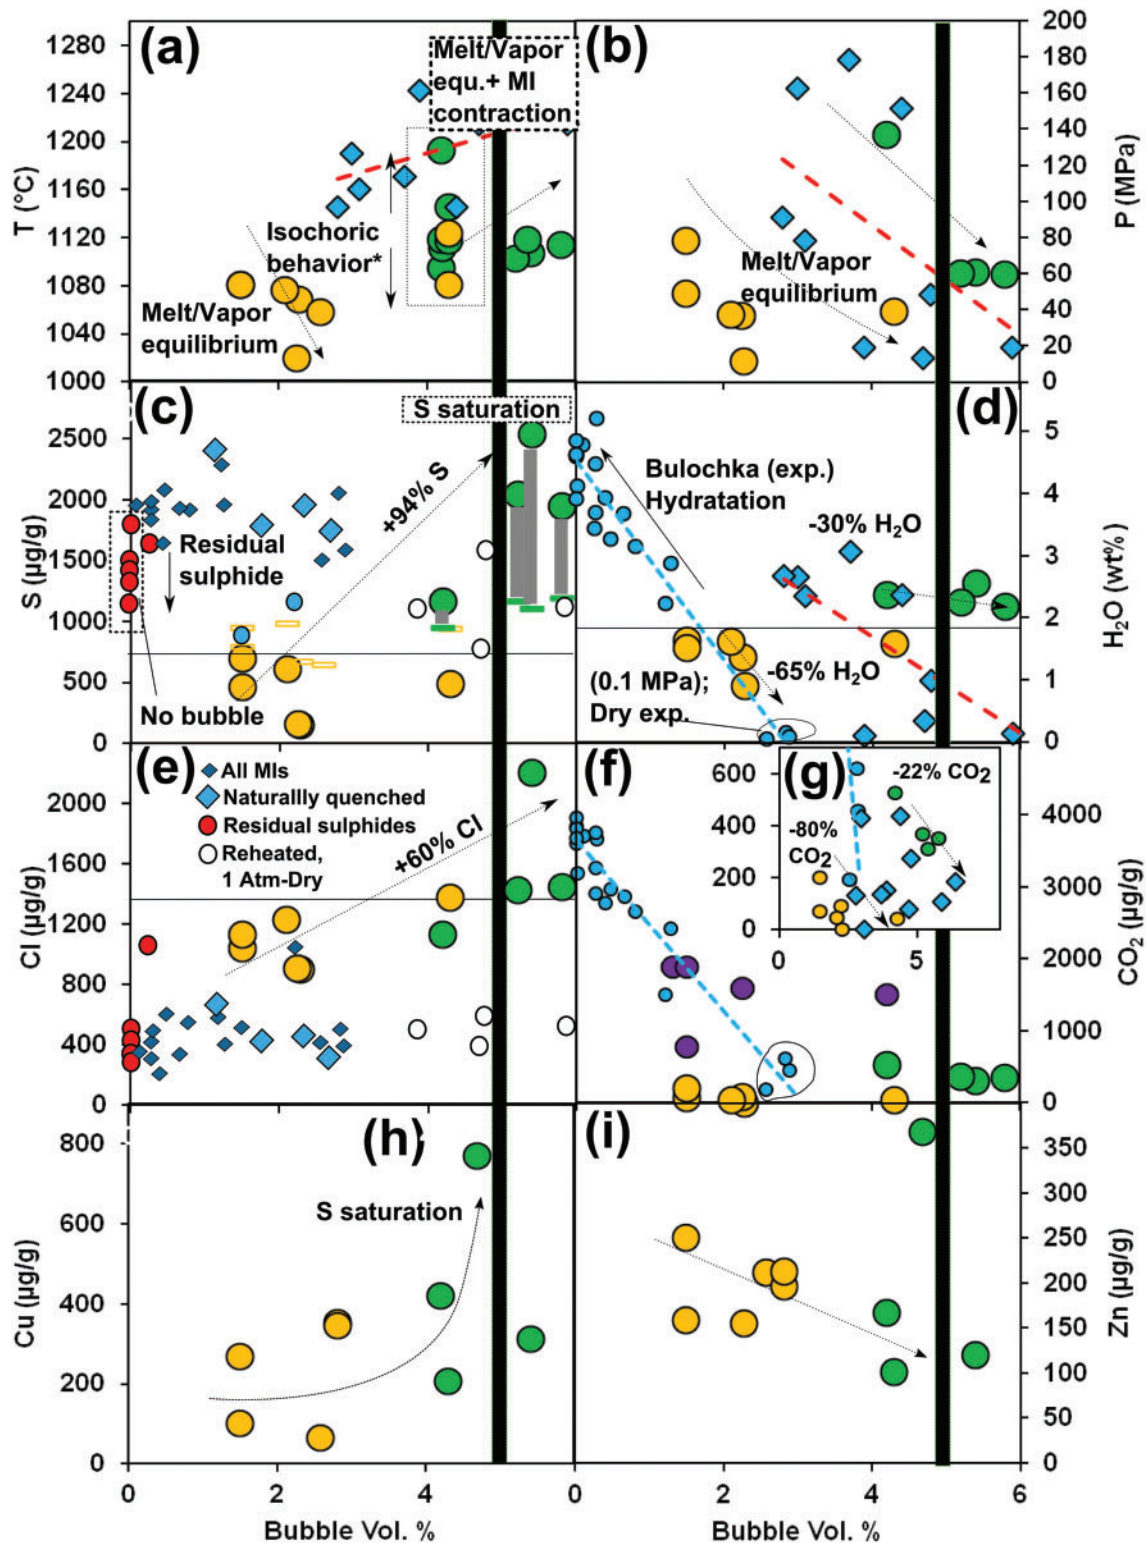 (a)
Melt/Vapor
equ.+ MI
contraction
Isochoric
behavior*
Melt/Vapor
equilibrium
T (°C)
1280
1240
1200
1160
1120
1080
1040
1000
(b)
Melt/Vapor
equilibrium
P (MPa)
200
180
160
140
120
100
80
60
40
20
0
(c)
S saturation
+94% S
Residual
sulphide
No bubble
S (µg/g)
2500
2000
1500
1000
500
0
(d)
Bulochka (exp.)
Hydratation
-30% H2O
-65% H2O
(0.1 MPa);
Dry exp.
H2O (wt%)
5
4
3
2
1
0
(e)
All MIs
Naturallly quenched
Residual sulphides
Reheated,
1 Atm-Dry
+60% Cl
Cl (µg/g)
2000
1600
1200
800
400
0
(f)
CO2 (µg/g)
4000
3000
2000
1000
0
(g)
-22% CO2
-80%
CO2
600
400
200
0
0 5
(h)
S saturation
Cu (µg/g)
800
600
400
200
0
0 2 4
Bubble Vol. %
(i)
Zn (µg/g)
350
300
250
200
150
100
50
0
0 2 4 6
Bubble Vol. %